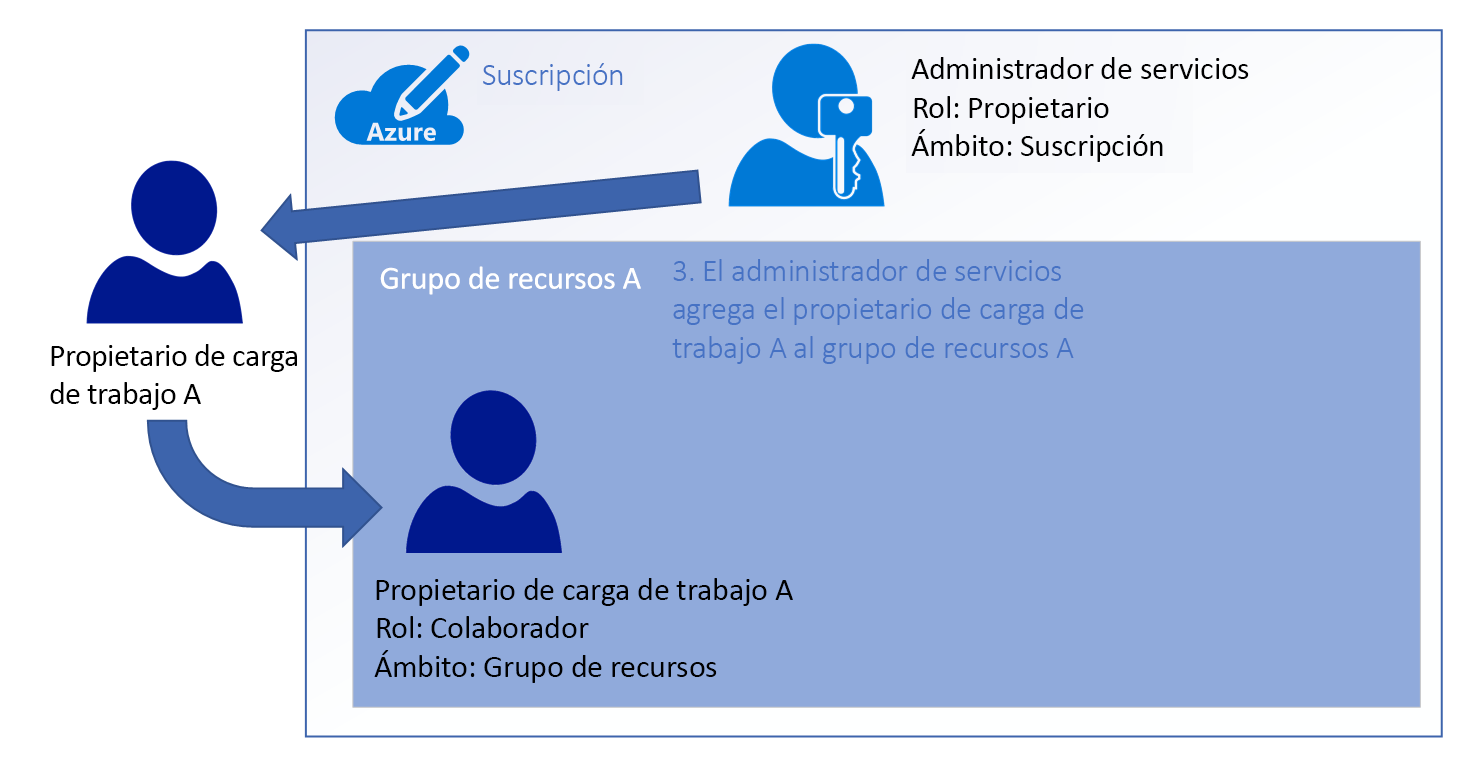 Azure
Suscripción
Administrador de servicios
Rol: Propietario
Ámbito: Suscripción
Propietario de carga
de trabajo A
Grupo de recursos A
3. El administrador de servicios
agrega el propietario de carga de
trabajo A al grupo de recursos A
Propietario de carga de trabajo A
Rol: Colaborador
Ámbito: Grupo de recursos